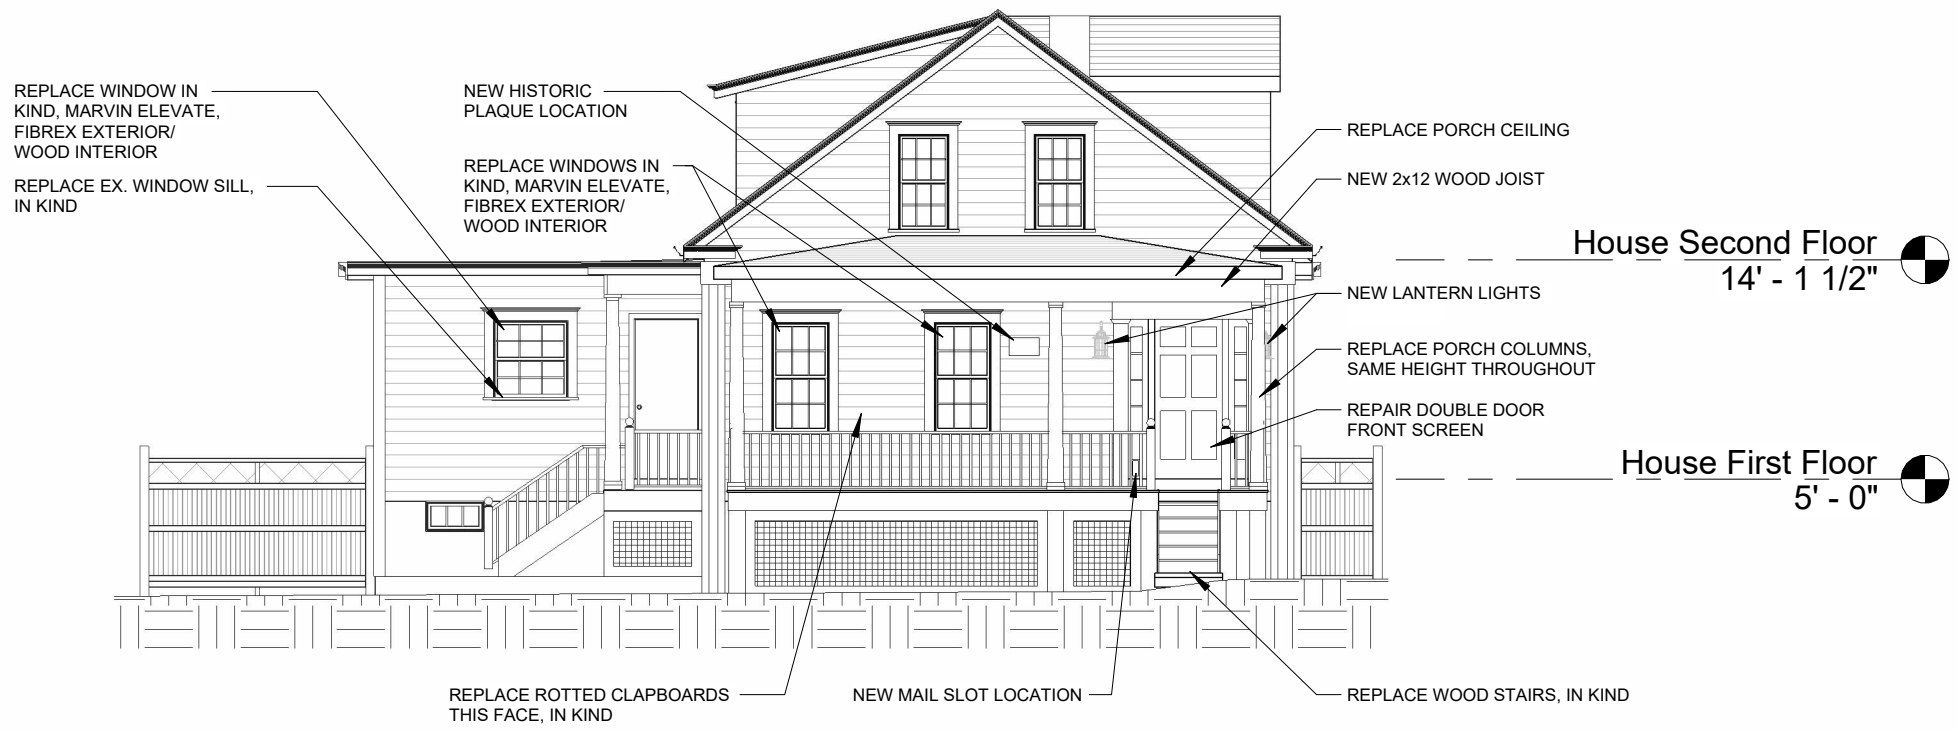 REPLACE WINDOW IN
KIND, MARVIN ELEVATE,
FIBREX EXTERIOR/
WOOD INTERIOR
REPLACE EX. WINDOW SILL,
IN KIND
NEW HISTORIC
PLAQUE LOCATION
REPLACE WINDOWS IN
KIND, MARVIN ELEVATE,
FIBREX EXTERIOR/
WOOD INTERIOR
REPLACE PORCH CEILING
NEW 2x12 WOOD JOIST
House Second Floor
14' - 1 1/2"
NEW LANTERN LIGHTS
REPLACE PORCH COLUMNS,
SAME HEIGHT THROUGHOUT
REPAIR DOUBLE DOOR
FRONT SCREEN
House First Floor
5' - 0"
REPLACE ROTTED CLAPBOARDS
THIS FACE, IN KIND
NEW MAIL SLOT LOCATION
REPLACE WOOD STAIRS, IN KIND